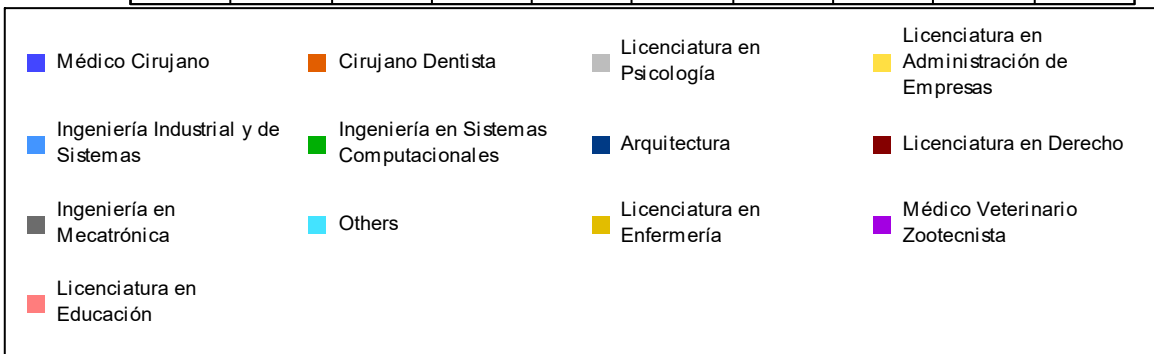 Médico Cirujano
Cirujano Dentista
Licenciatura en
Psicología
Licenciatura en
Administración de
Empresas
Ingeniería Industrial y de
Sistemas
Ingeniería en Sistemas
Computacionales
Arquitectura
Licenciatura en Derecho
Ingeniería en
Mecatrónica
Others
Licenciatura en
Enfermería
Médico Veterinario
Zootecnista
Licenciatura en
Educación